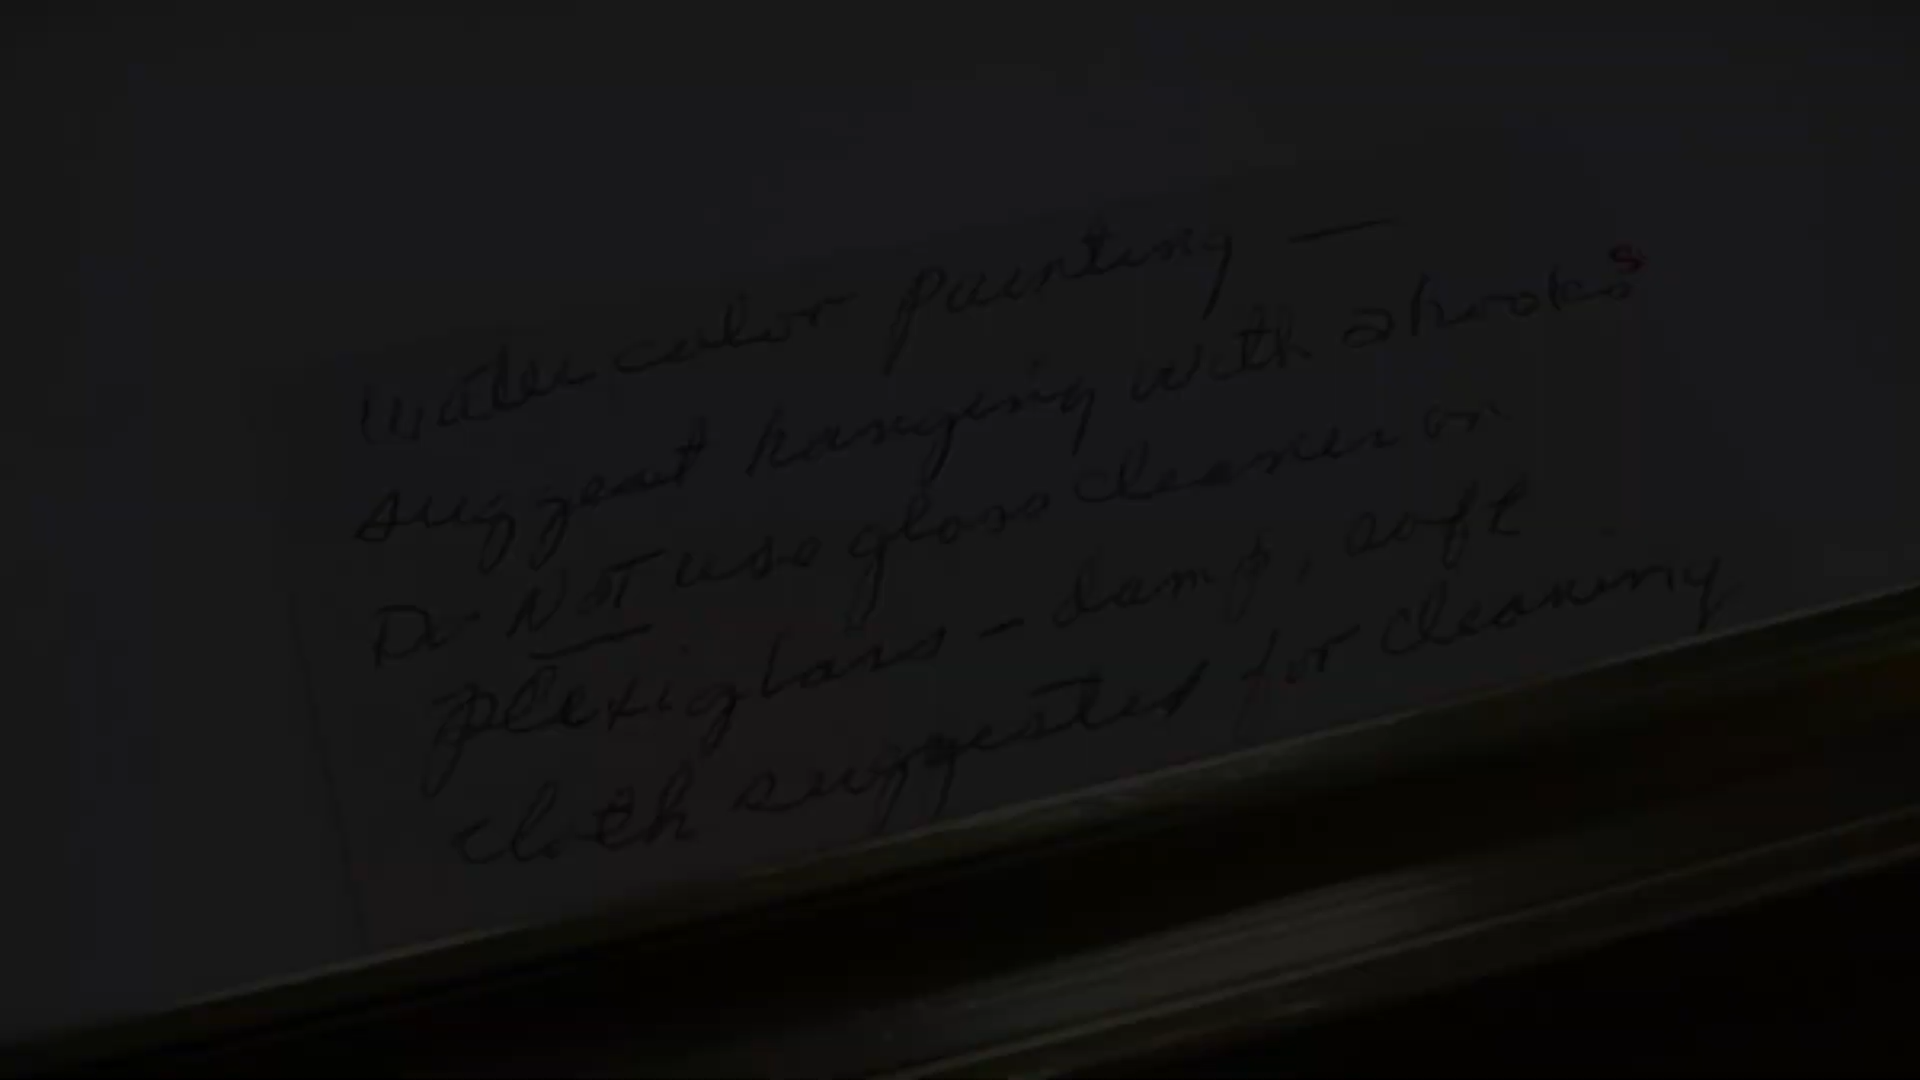 Watercolor painting —
suggest hanging with 2 hooks
Do NOT use glass cleaner on
plexiglass - damp, soft
cloth suggested for cleaning